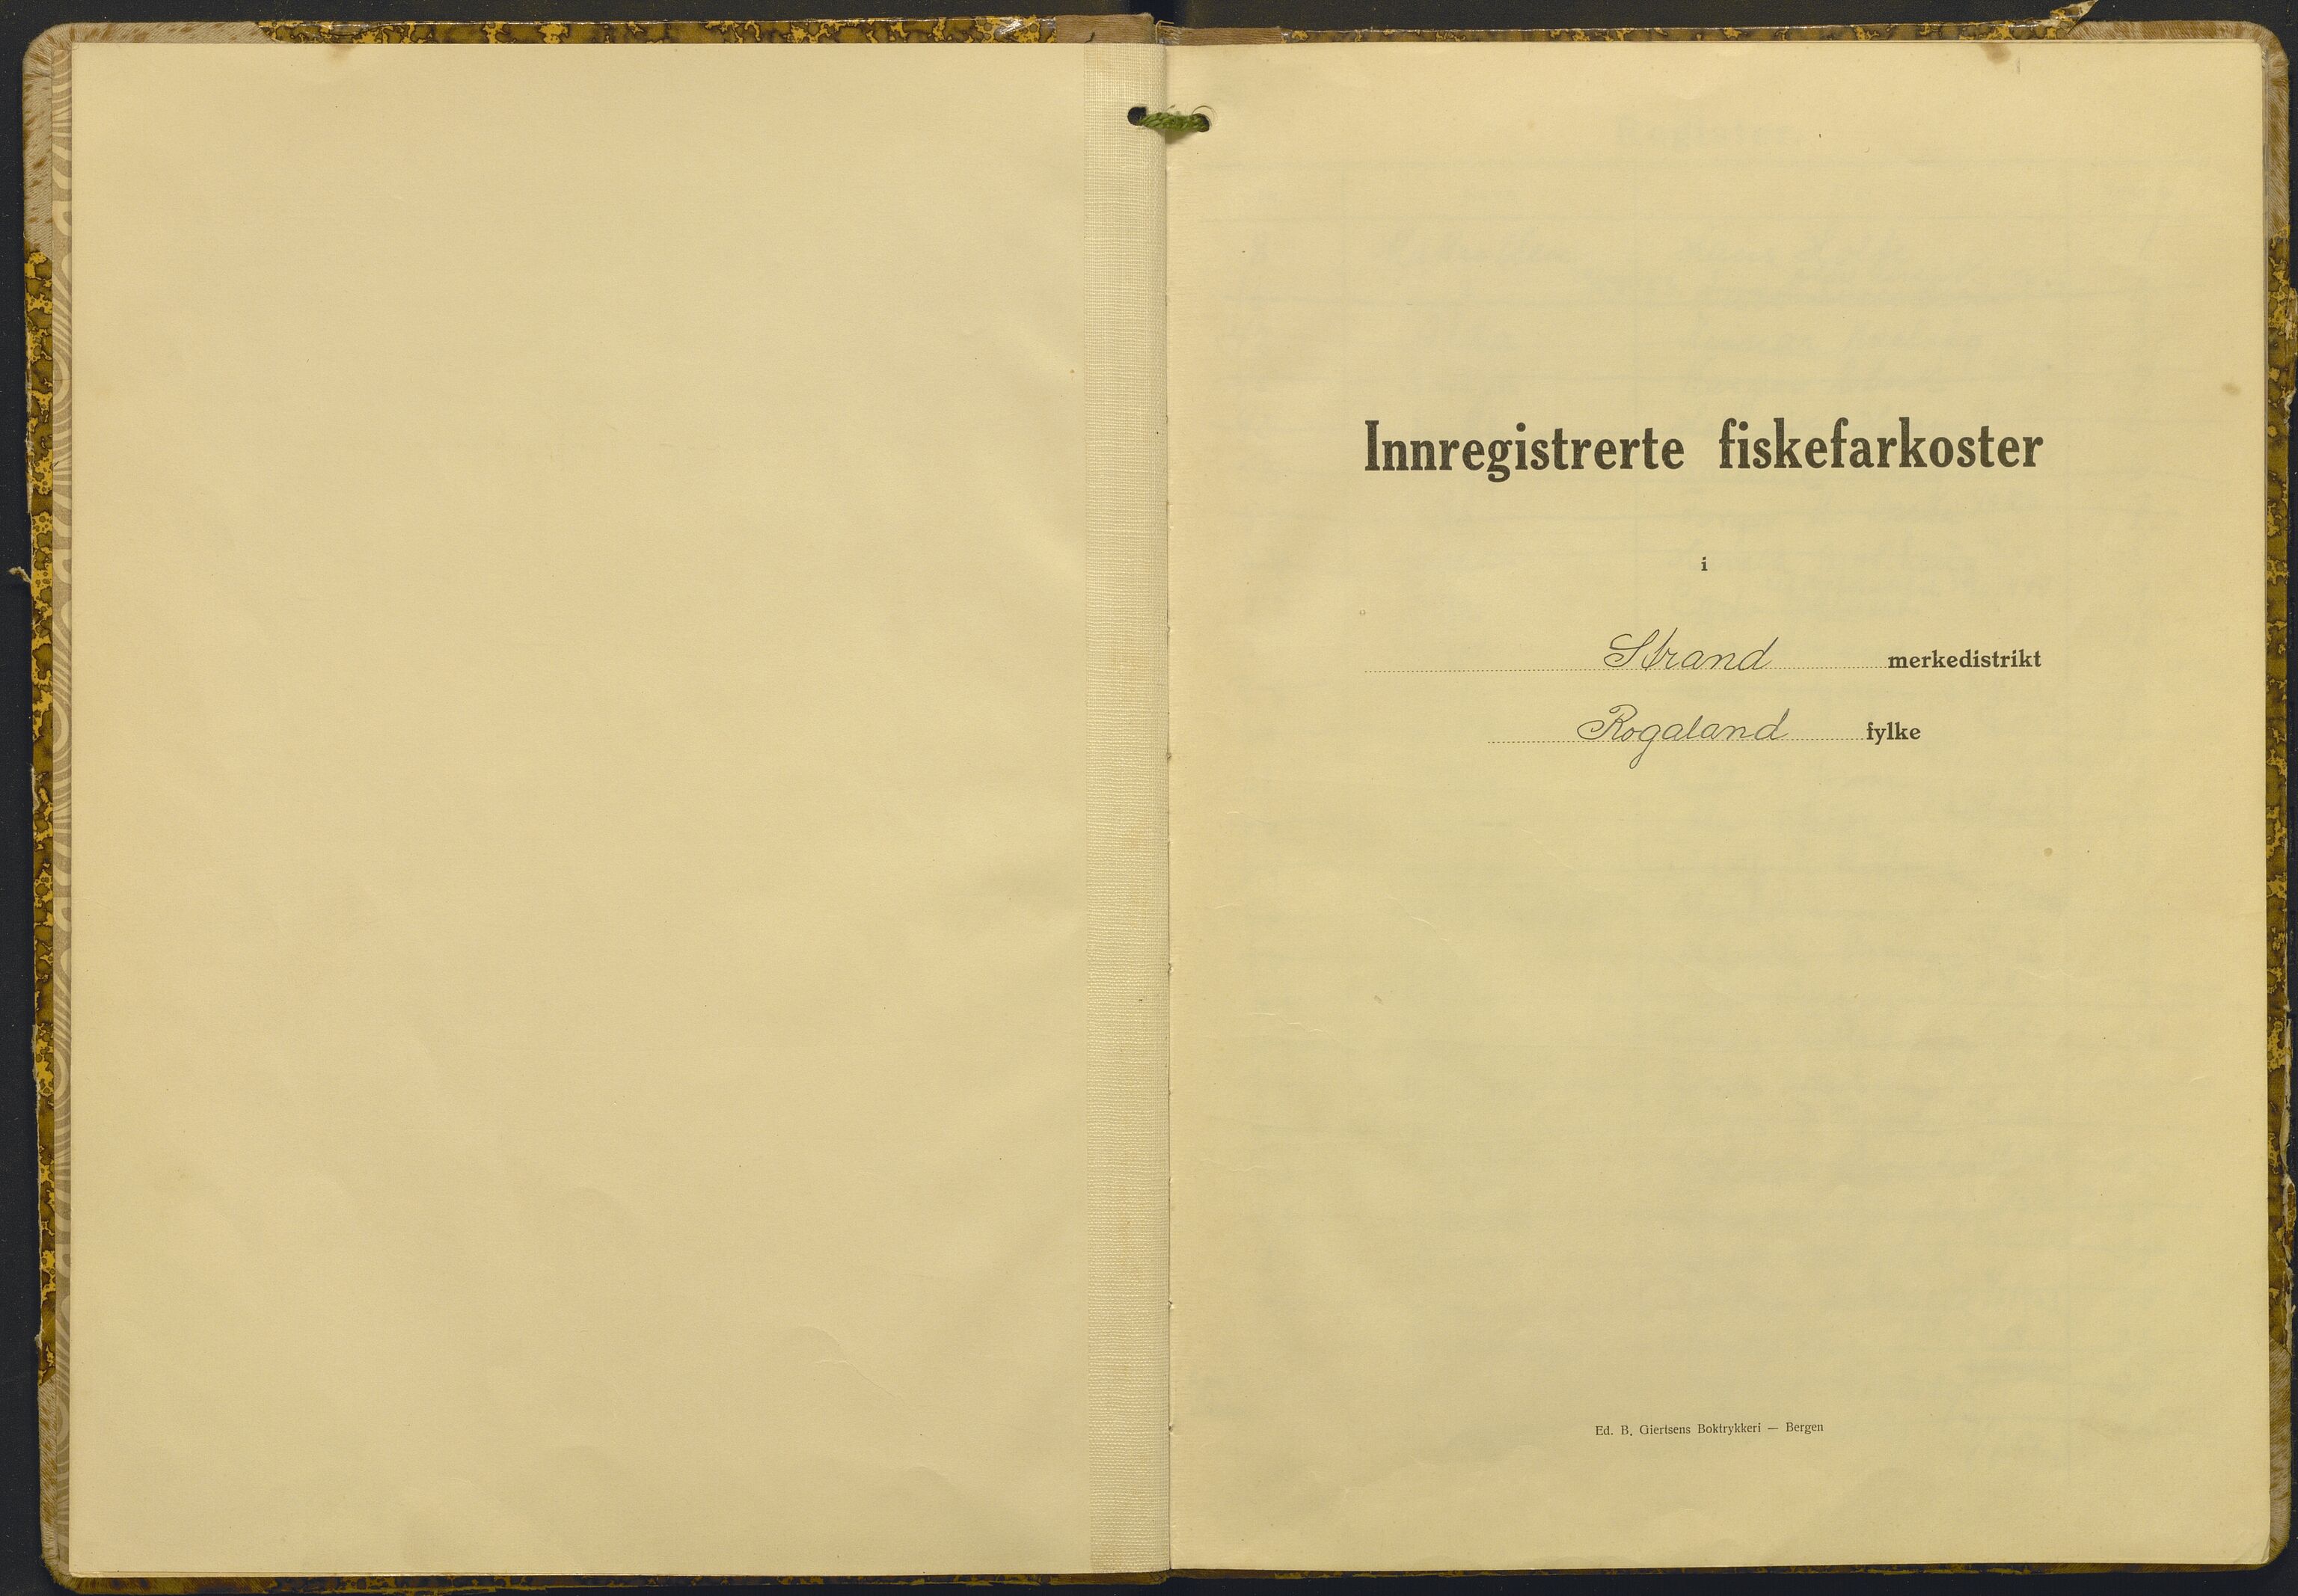 Innregistrerte fiskefarkoster
i
Strand merkedistrikt
Rogaland fylke
Ed. B. Giertsens Boktrykkeri — Bergen